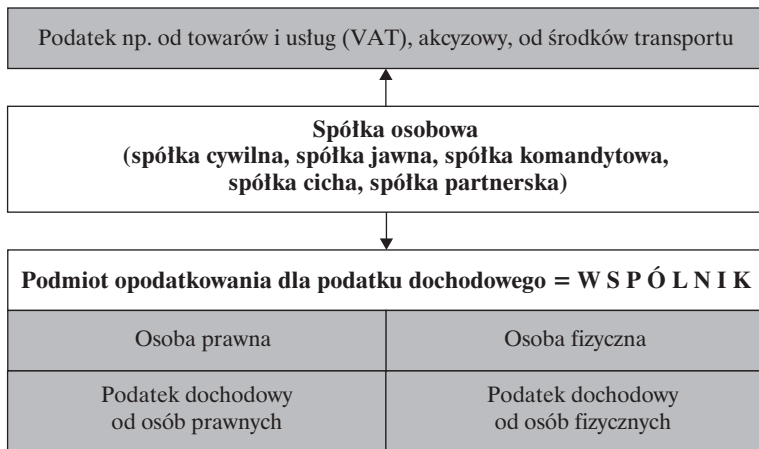 Podatek np. od towarów i usług (VAT), akcyzowy, od środków transportu
Spółka osobowa
(spółka cywilna, spółka jawna, spółka komandytowa,
spółka cicha, spółka partnerska)
Podmiot opodatkowania dla podatku dochodowego = W S P Ó L N I K
Osoba prawna
Osoba fizyczna
Podatek dochodowy
od osób prawnych
Podatek dochodowy
od osób fizycznych